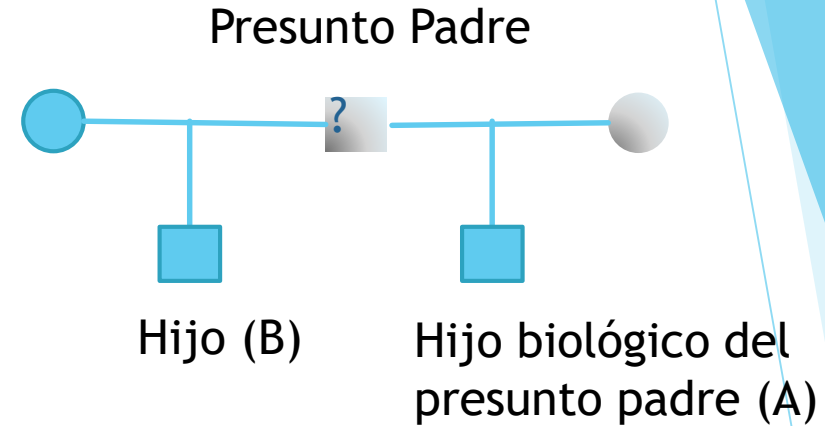 Presunto Padre
?
Hijo (B)
Hijo biológico del
presunto padre (A)